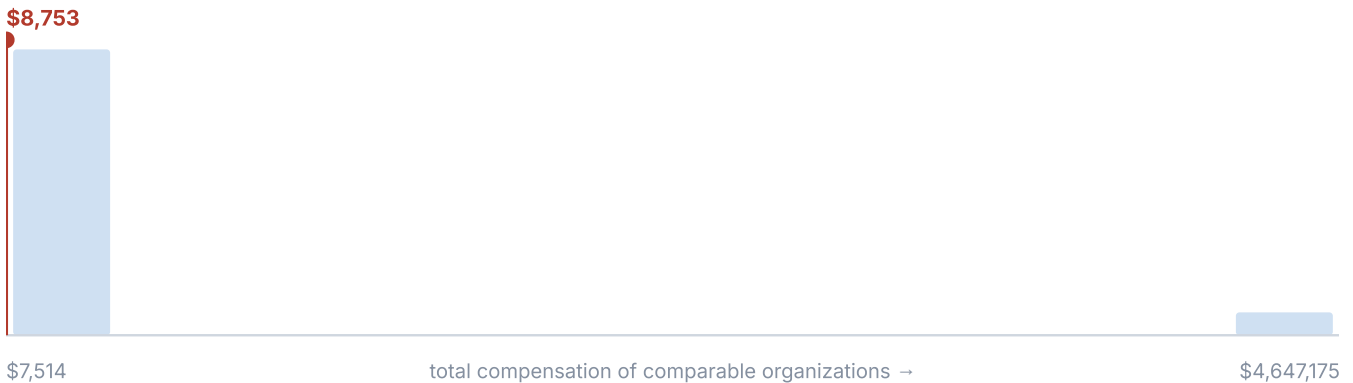 $8,753
$7,514
total compensation of comparable organizations →
$4,647,175